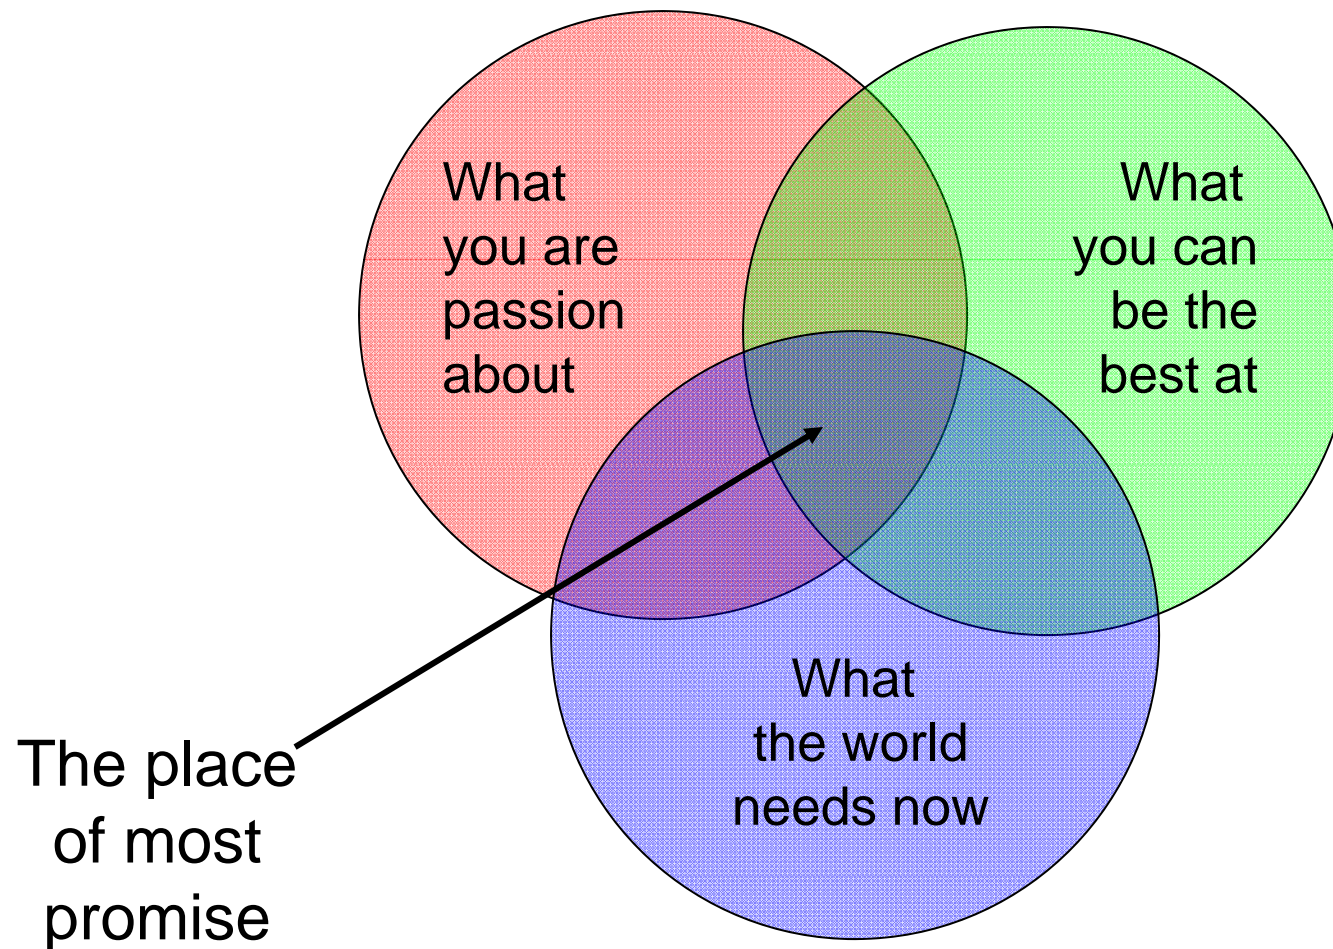 What
you are
passion
about
What
you can
be the
best at
What
the world
needs now
The place
of most
promise